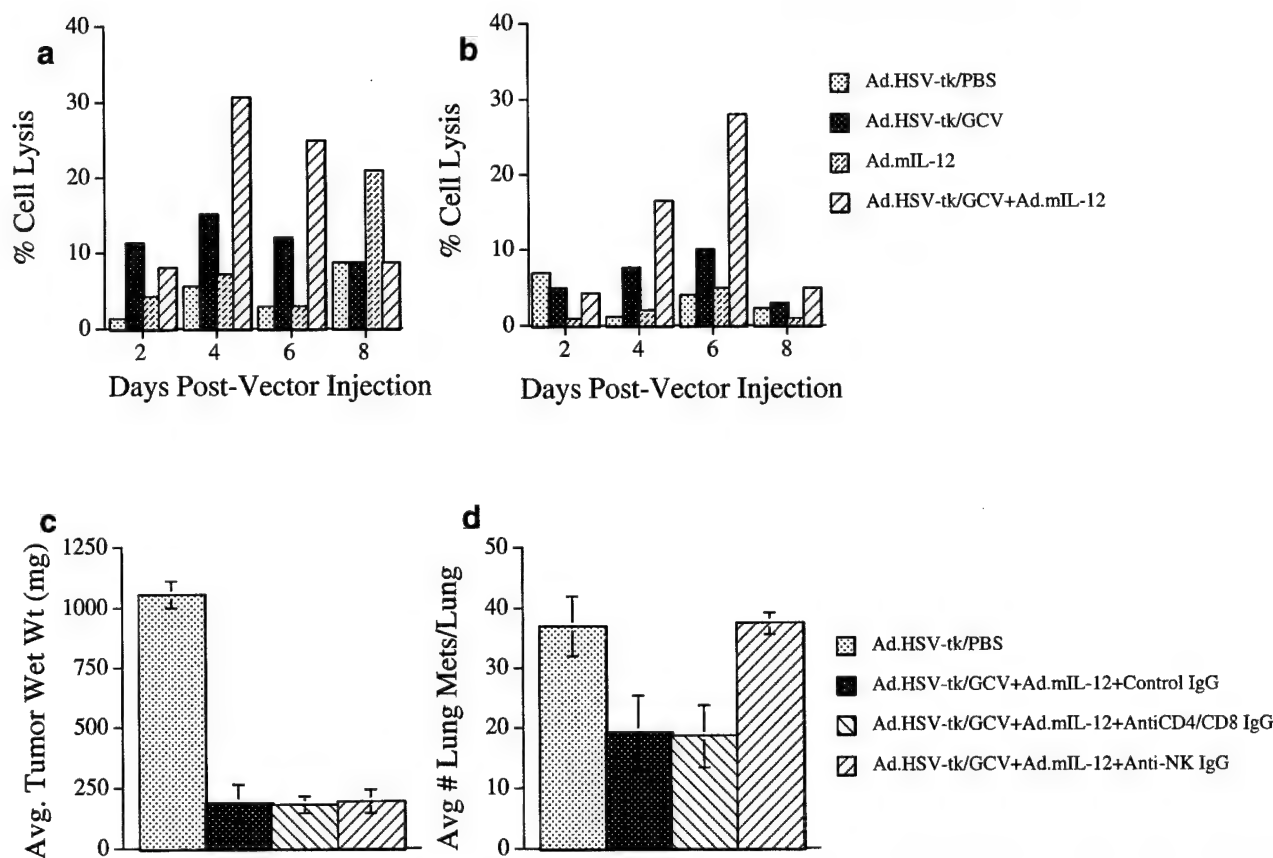 a
% Cell Lysis
40
30
20
10
0
2 4 6 8
Days Post-Vector Injection
b
% Cell Lysis
40
30
20
10
0
2 4 6 8
Days Post-Vector Injection
Ad.HSV-tk/PBS
Ad.HSV-tk/GCV
Ad.mIL-12
Ad.HSV-tk/GCV+Ad.mIL-12
c
Avg. Tumor Wet Wt (mg)
1250
1000
750
500
250
0
d
Avg # Lung Mets/Lung
50
40
30
20
10
0
Ad.HSV-tk/PBS
Ad.HSV-tk/GCV+Ad.mIL-12+Control IgG
Ad.HSV-tk/GCV+Ad.mIL-12+AntiCD4/CD8 IgG
Ad.HSV-tk/GCV+Ad.mIL-12+Anti-NK IgG